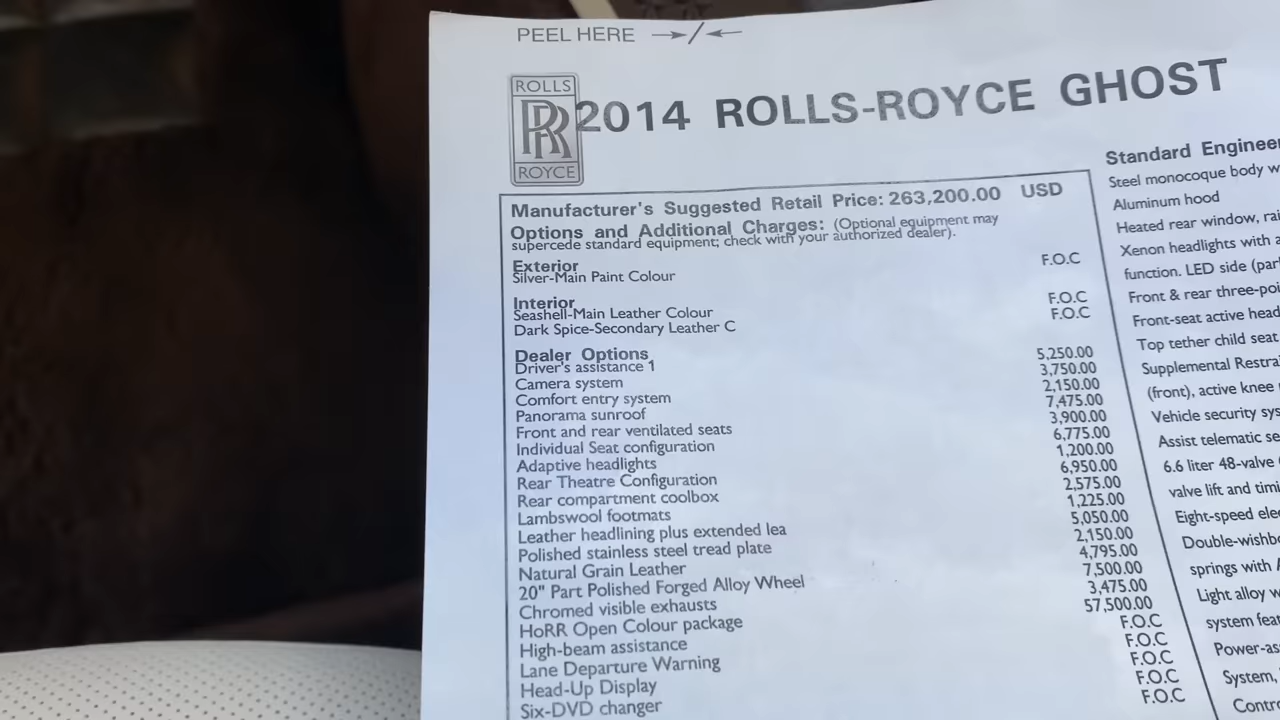 PEEL HERE
ROLLS
RR
ROYCE
2014 ROLLS-ROYCE GHOST
Manufacturer's Suggested Retail Price: 263,200.00 USD
Options and Additional Charges: (Optional equipment may
supercede standard equipment; check with your authorized dealer).
Exterior
Silver-Main Paint Colour F.O.C
Interior
Seashell-Main Leather Colour F.O.C
Dark Spice-Secondary Leather C F.O.C
Dealer Options
Driver's assistance 1 5,250.00
Camera system 3,750.00
Comfort entry system 2,150.00
Panorama sunroof 7,475.00
Front and rear ventilated seats 3,900.00
Individual Seat configuration 6,775.00
Adaptive headlights 1,200.00
Rear Theatre Configuration 6,950.00
Rear compartment coolbox 2,575.00
Lambswool footmats 1,225.00
Leather headlining plus extended lea 5,050.00
Polished stainless steel tread plate 2,150.00
Natural Grain Leather 4,795.00
20" Part Polished Forged Alloy Wheel 7,500.00
Chromed visible exhausts 3,475.00
HoRR Open Colour package 57,500.00
High-beam assistance F.O.C
Lane Departure Warning F.O.C
Head-Up Display F.O.C
Six-DVD changer F.O.C
F.O.C
Standard Engineer
Steel monocoque body w
Aluminum hood
Heated rear window, rai
Xenon headlights with a
function. LED side (park
Front & rear three-poi
Front-seat active head
Top tether child seat
Supplemental Restra
(front), active knee
Vehicle security sys
Assist telematic se
6.6 liter 48-valve
valve lift and timi
Eight-speed ele
Double-wishbo
springs with A
Light alloy w
system feat
Power-as
System,
Contr